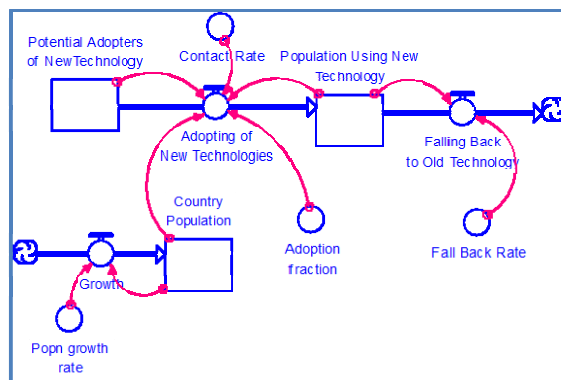 Potential Adopters
of NewTechnology
Contact Rate
Population Using New
Technology
Adopting of
New Technologies
Falling Back
to Old Technology
Country
Population
Adoption
fraction
Fall Back Rate
Growth
Popn growth
rate